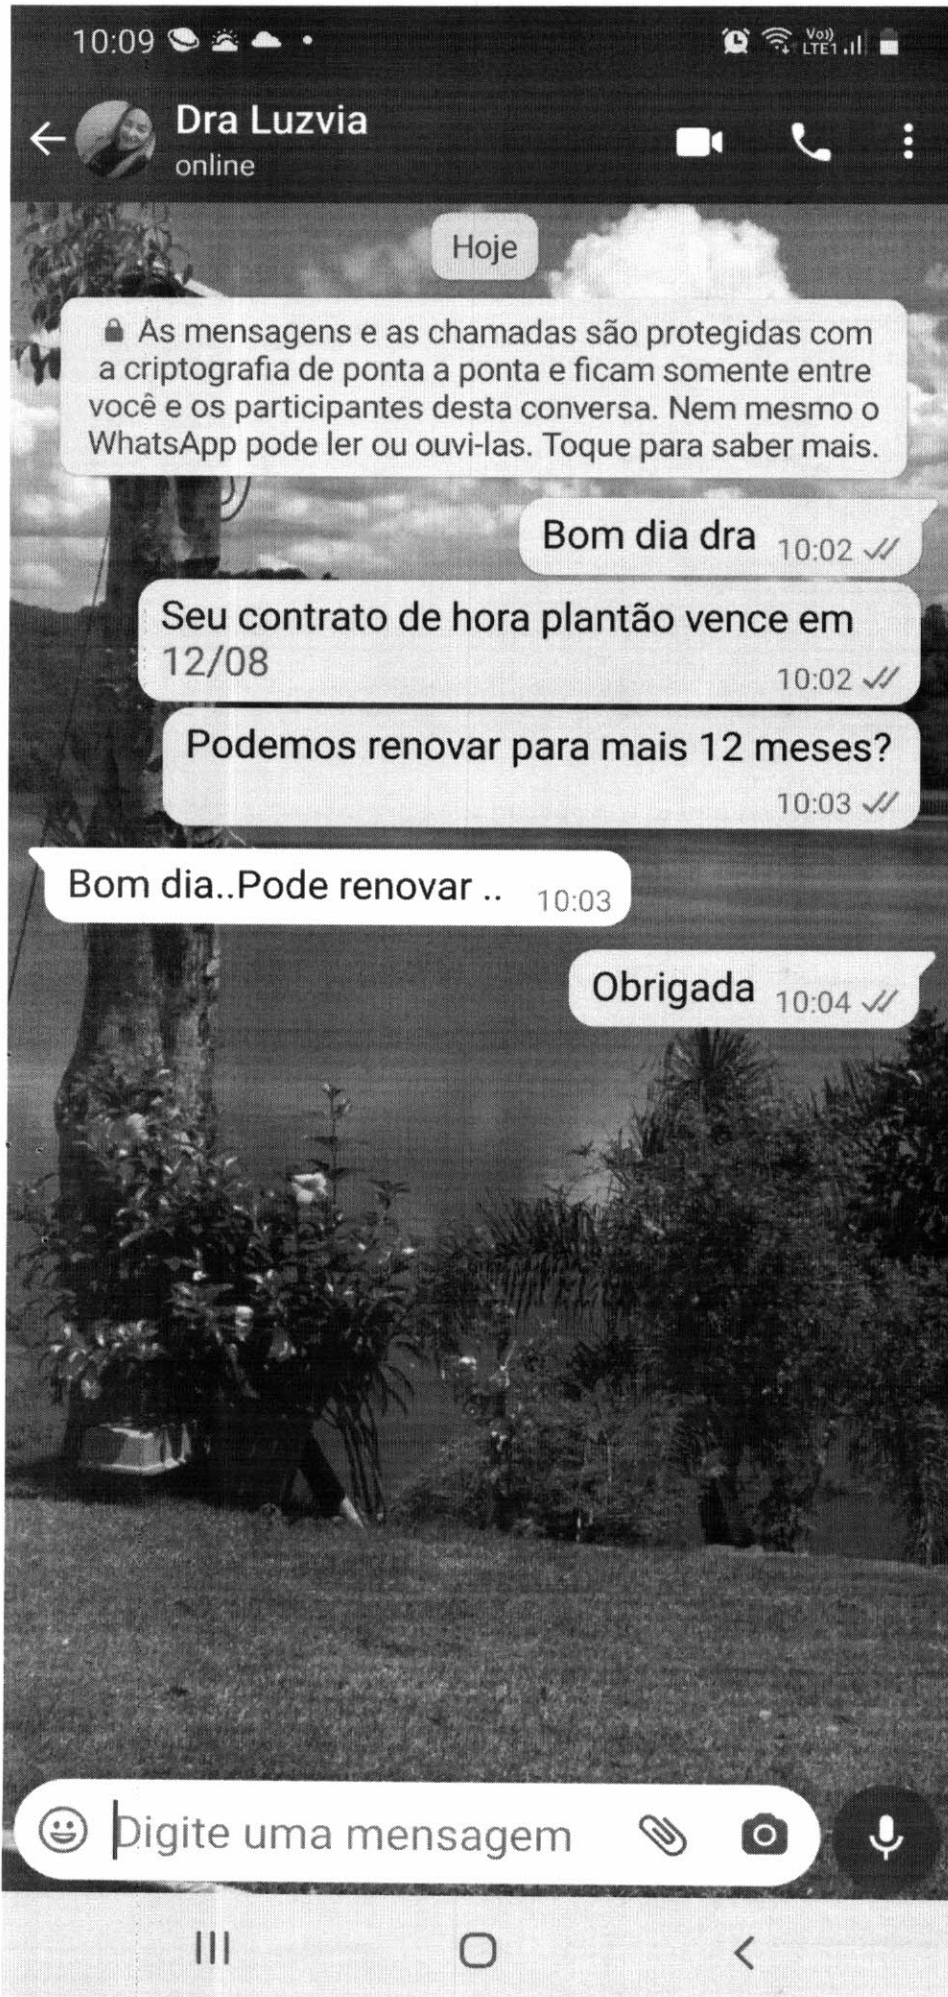 10:09
Vo))
LTE1
Dra Luzvia
online
Hoje
As mensagens e as chamadas são protegidas com
a criptografia de ponta a ponta e ficam somente entre
você e os participantes desta conversa. Nem mesmo o
WhatsApp pode ler ou ouvi-las. Toque para saber mais.
Bom dia dra 10:02
Seu contrato de hora plantão vence em
12/08
10:02
Podemos renovar para mais 12 meses?
10:03
Bom dia..Pode renovar .. 10:03
Obrigada 10:04
Digite uma mensagem